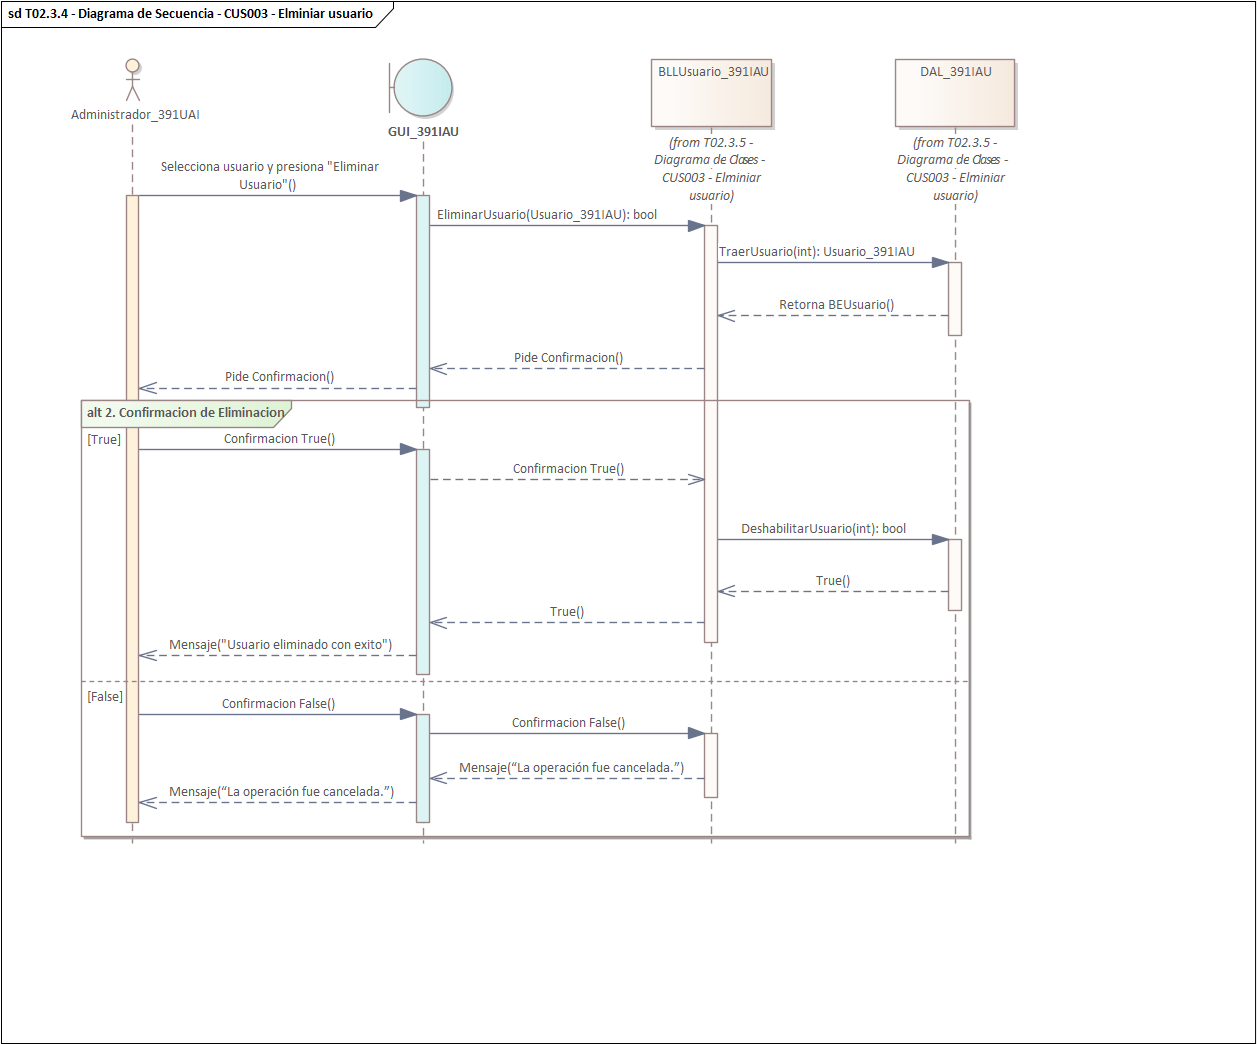 sd T02.3.4 - Diagrama de Secuencia - CUS003 - Elminiar usuario
Administrador_391UAI
GUI_391IAU
BLLUsuario_391IAU
(from T02.3.5 -
Diagrama de Clases -
CUS003 - Elminiar
usuario)
DAL_391IAU
(from T02.3.5 -
Diagrama de Clases -
CUS003 - Elminiar
usuario)
Selecciona usuario y presiona "Eliminar
Usuario"()
EliminarUsuario(Usuario_391IAU): bool
TraerUsuario(int): Usuario_391IAU
Retorna BEUsuario()
Pide Confirmacion()
Pide Confirmacion()
alt 2. Confirmacion de Eliminacion
[True]
Confirmacion True()
Confirmacion True()
DeshabilitarUsuario(int): bool
True()
True()
Mensaje("Usuario eliminado con exito")
[False]
Confirmacion False()
Confirmacion False()
Mensaje(“La operación fue cancelada.”)
Mensaje(“La operación fue cancelada.”)